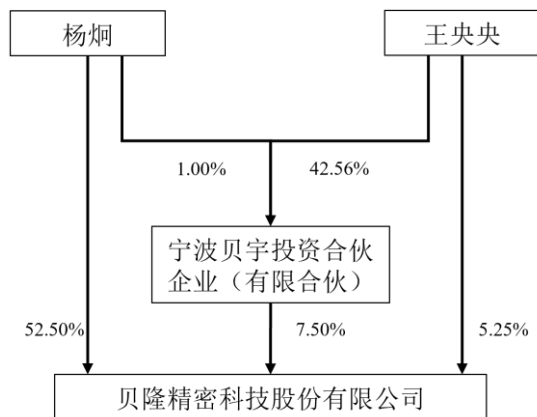 杨炯
王央央
1.00%
42.56%
宁波贝宇投资合伙
企业（有限合伙）
52.50%
7.50%
5.25%
贝隆精密科技股份有限公司